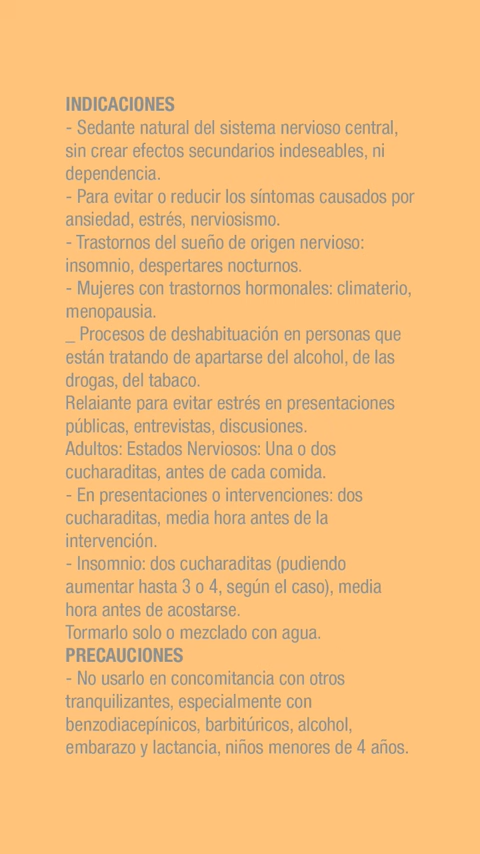 INDICACIONES
- Sedante natural del sistema nervioso central,
sin crear efectos secundarios indeseables, ni
dependencia.
- Para evitar o reducir los síntomas causados por
ansiedad, estrés, nerviosismo.
- Trastornos del sueño de origen nervioso:
insomnio, despertares nocturnos.
- Mujeres con trastornos hormonales: climaterio,
menopausia.
_ Procesos de deshabituación en personas que
están tratando de apartarse del alcohol, de las
drogas, del tabaco.
Relaiante para evitar estrés en presentaciones
públicas, entrevistas, discusiones.
Adultos: Estados Nerviosos: Una o dos
cucharaditas, antes de cada comida.
- En presentaciones o intervenciones: dos
cucharaditas, media hora antes de la
intervención.
- Insomnio: dos cucharaditas (pudiendo
aumentar hasta 3 o 4, según el caso), media
hora antes de acostarse.
Tormarlo solo o mezclado con agua.
PRECAUCIONES
- No usarlo en concomitancia con otros
tranquilizantes, especialmente con
benzodiacepínicos, barbitúricos, alcohol,
embarazo y lactancia, niños menores de 4 años.